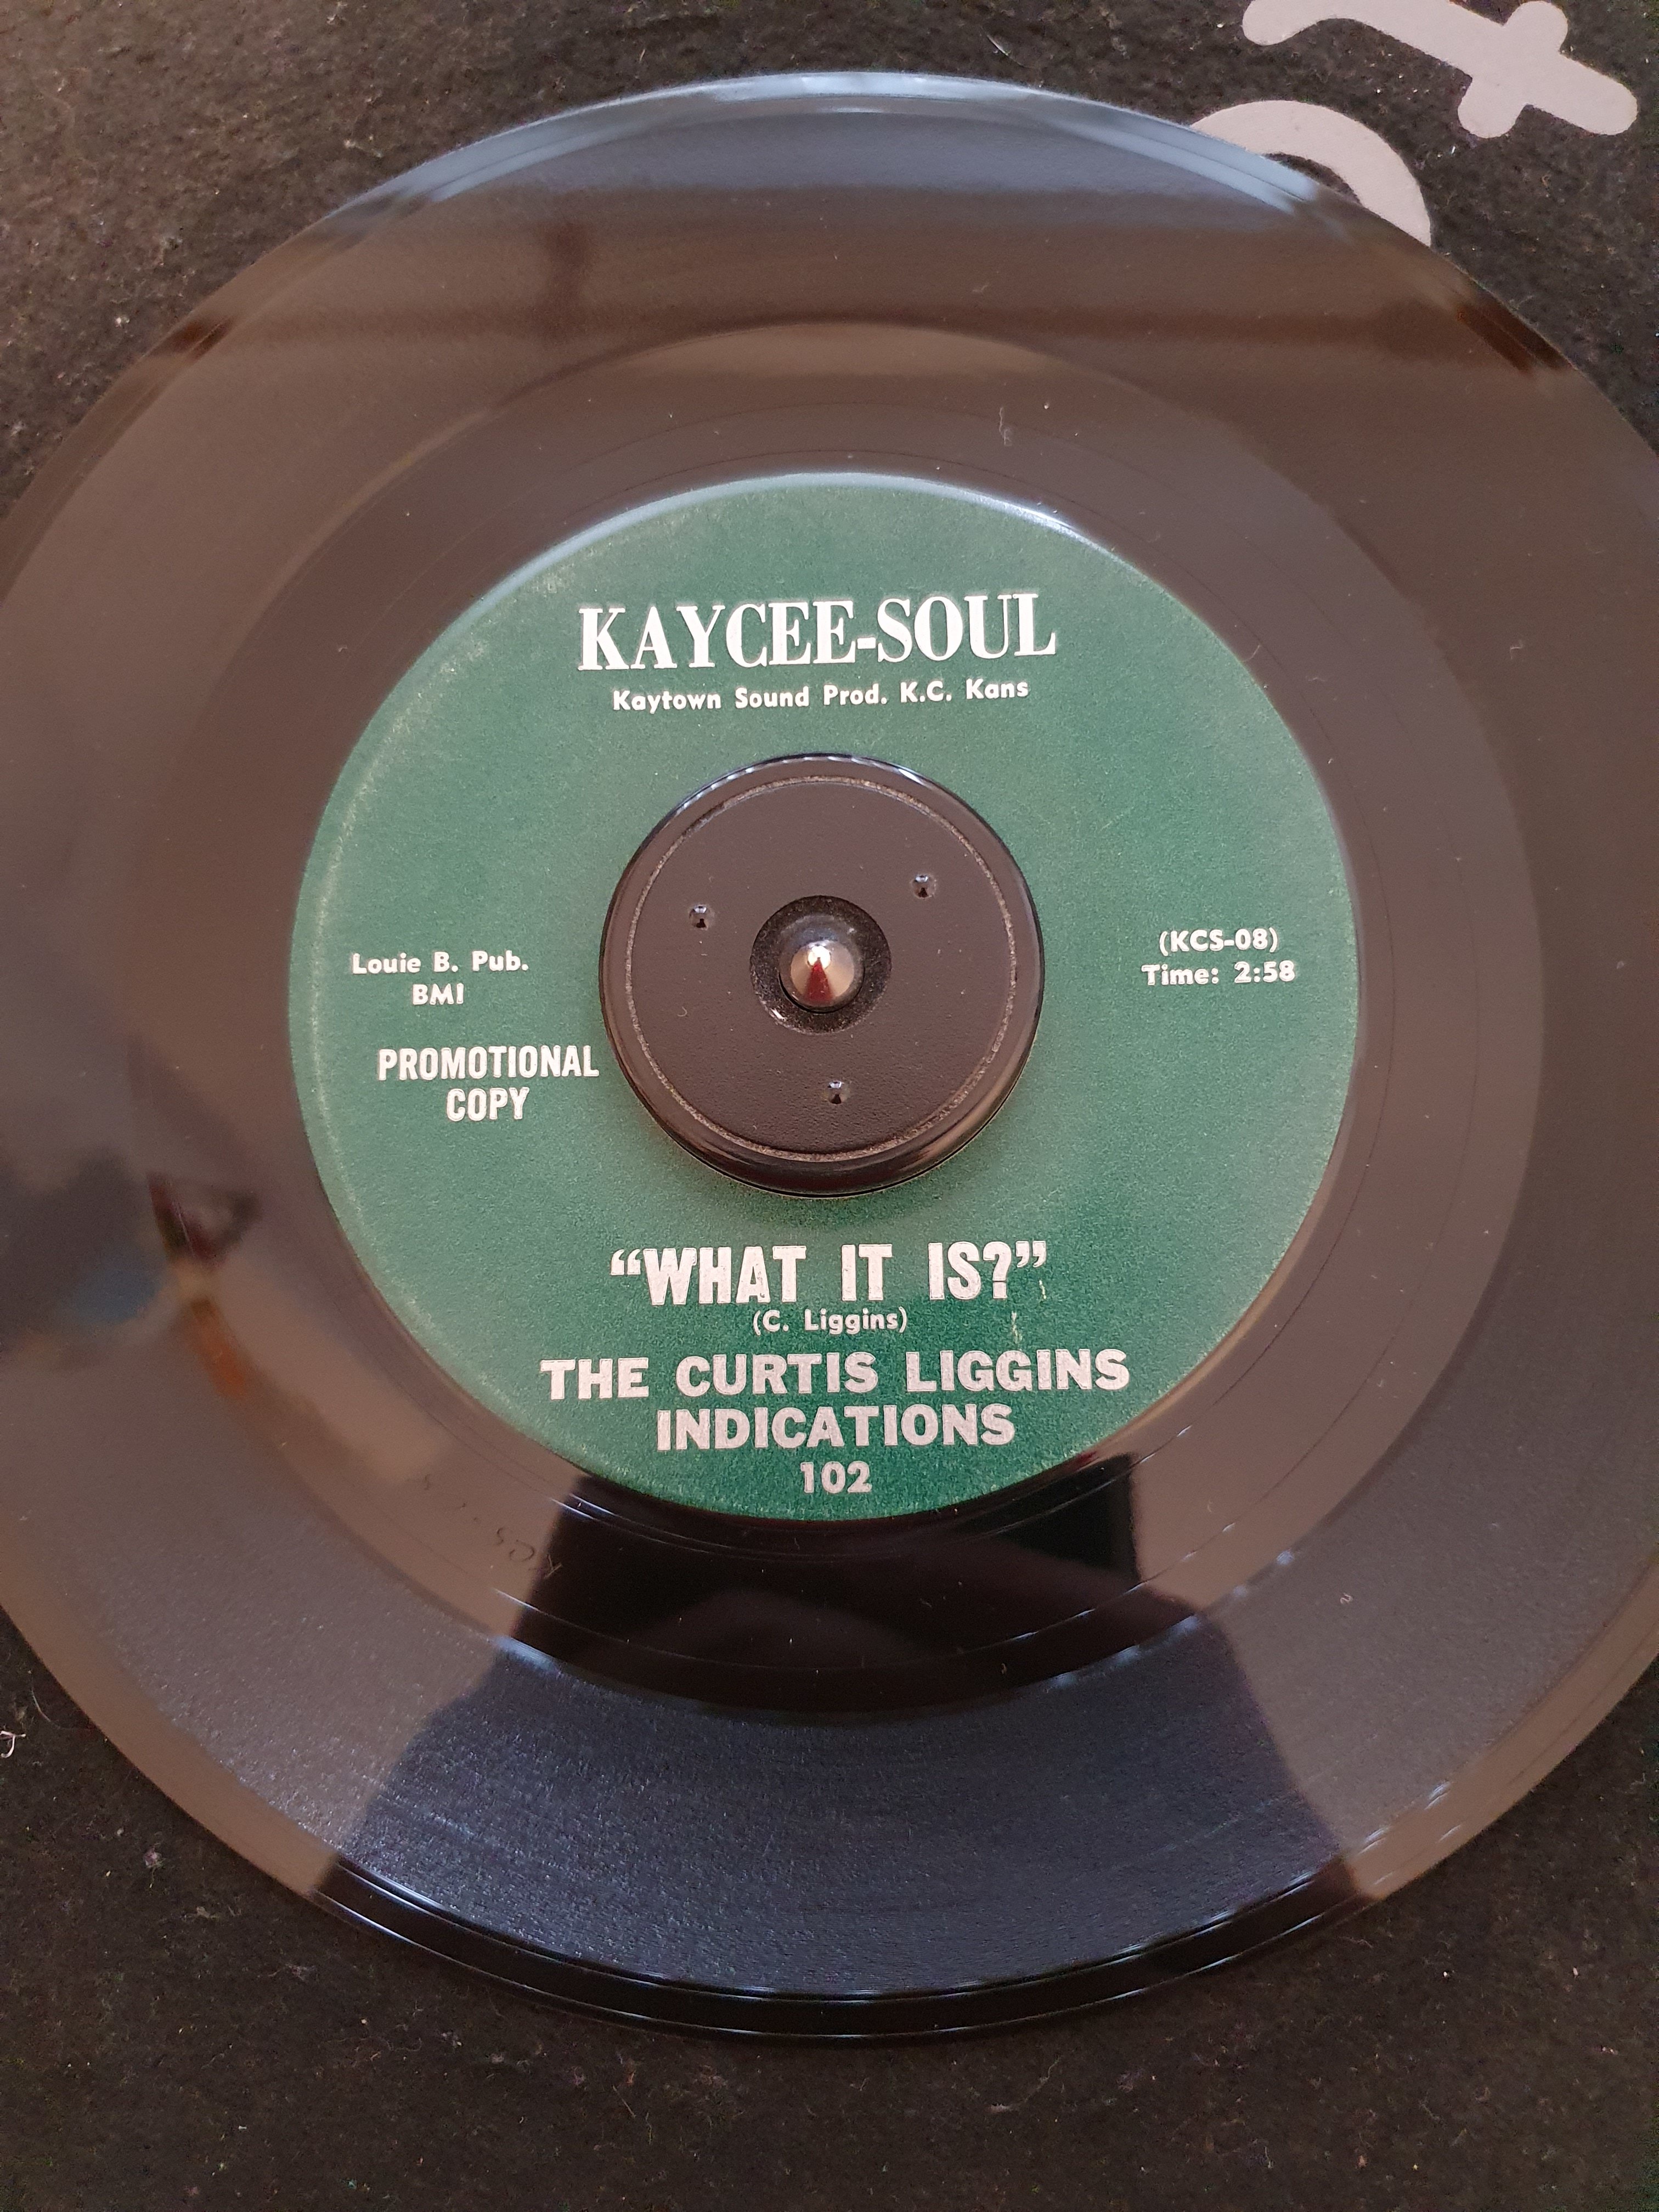 KAYCEE-SOUL
Kaytown Sound Prod. K.C. Kans
Louie B. Pub.
BMI
(KCS-08)
Time: 2:58
PROMOTIONAL
COPY
“WHAT IT IS?”
(C. Liggins)
THE CURTIS LIGGINS
INDICATIONS
102